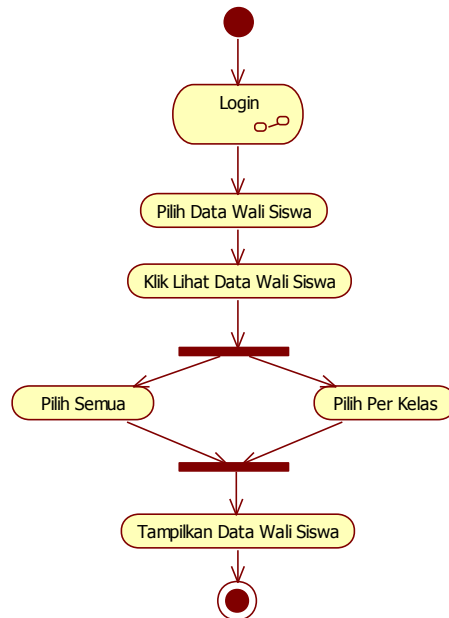 Login
Pilih Data Wali Siswa
Klik Lihat Data Wali Siswa
Pilih Semua
Pilih Per Kelas
Tampilkan Data Wali Siswa